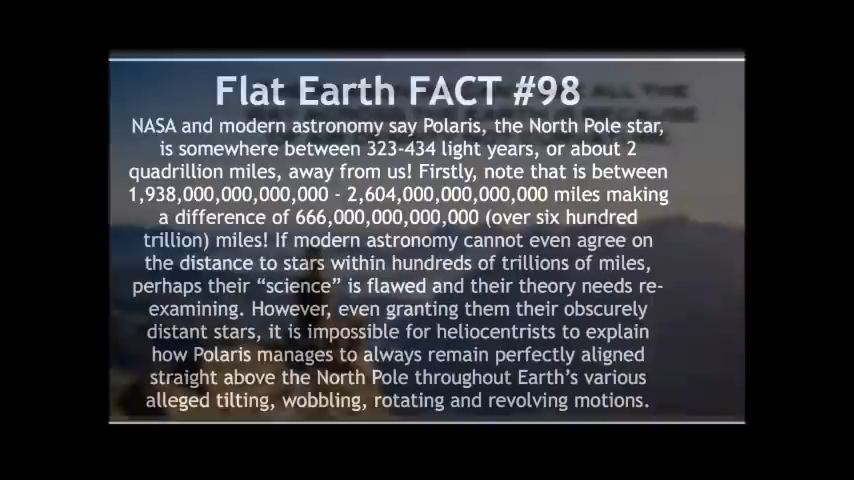 Flat Earth FACT #98
NASA and modern astronomy say Polaris, the North Pole star,
is somewhere between 323-434 light years, or about 2
quadrillion miles, away from us! Firstly, note that is between
1,938,000,000,000,000 - 2,604,000,000,000,000 miles making
a difference of 666,000,000,000,000 (over six hundred
trillion) miles! If modern astronomy cannot even agree on
the distance to stars within hundreds of trillions of miles,
perhaps their “science” is flawed and their theory needs re-
examining. However, even granting them their obscurely
distant stars, it is impossible for heliocentrists to explain
how Polaris manages to always remain perfectly aligned
straight above the North Pole throughout Earth’s various
alleged tilting, wobbling, rotating and revolving motions.